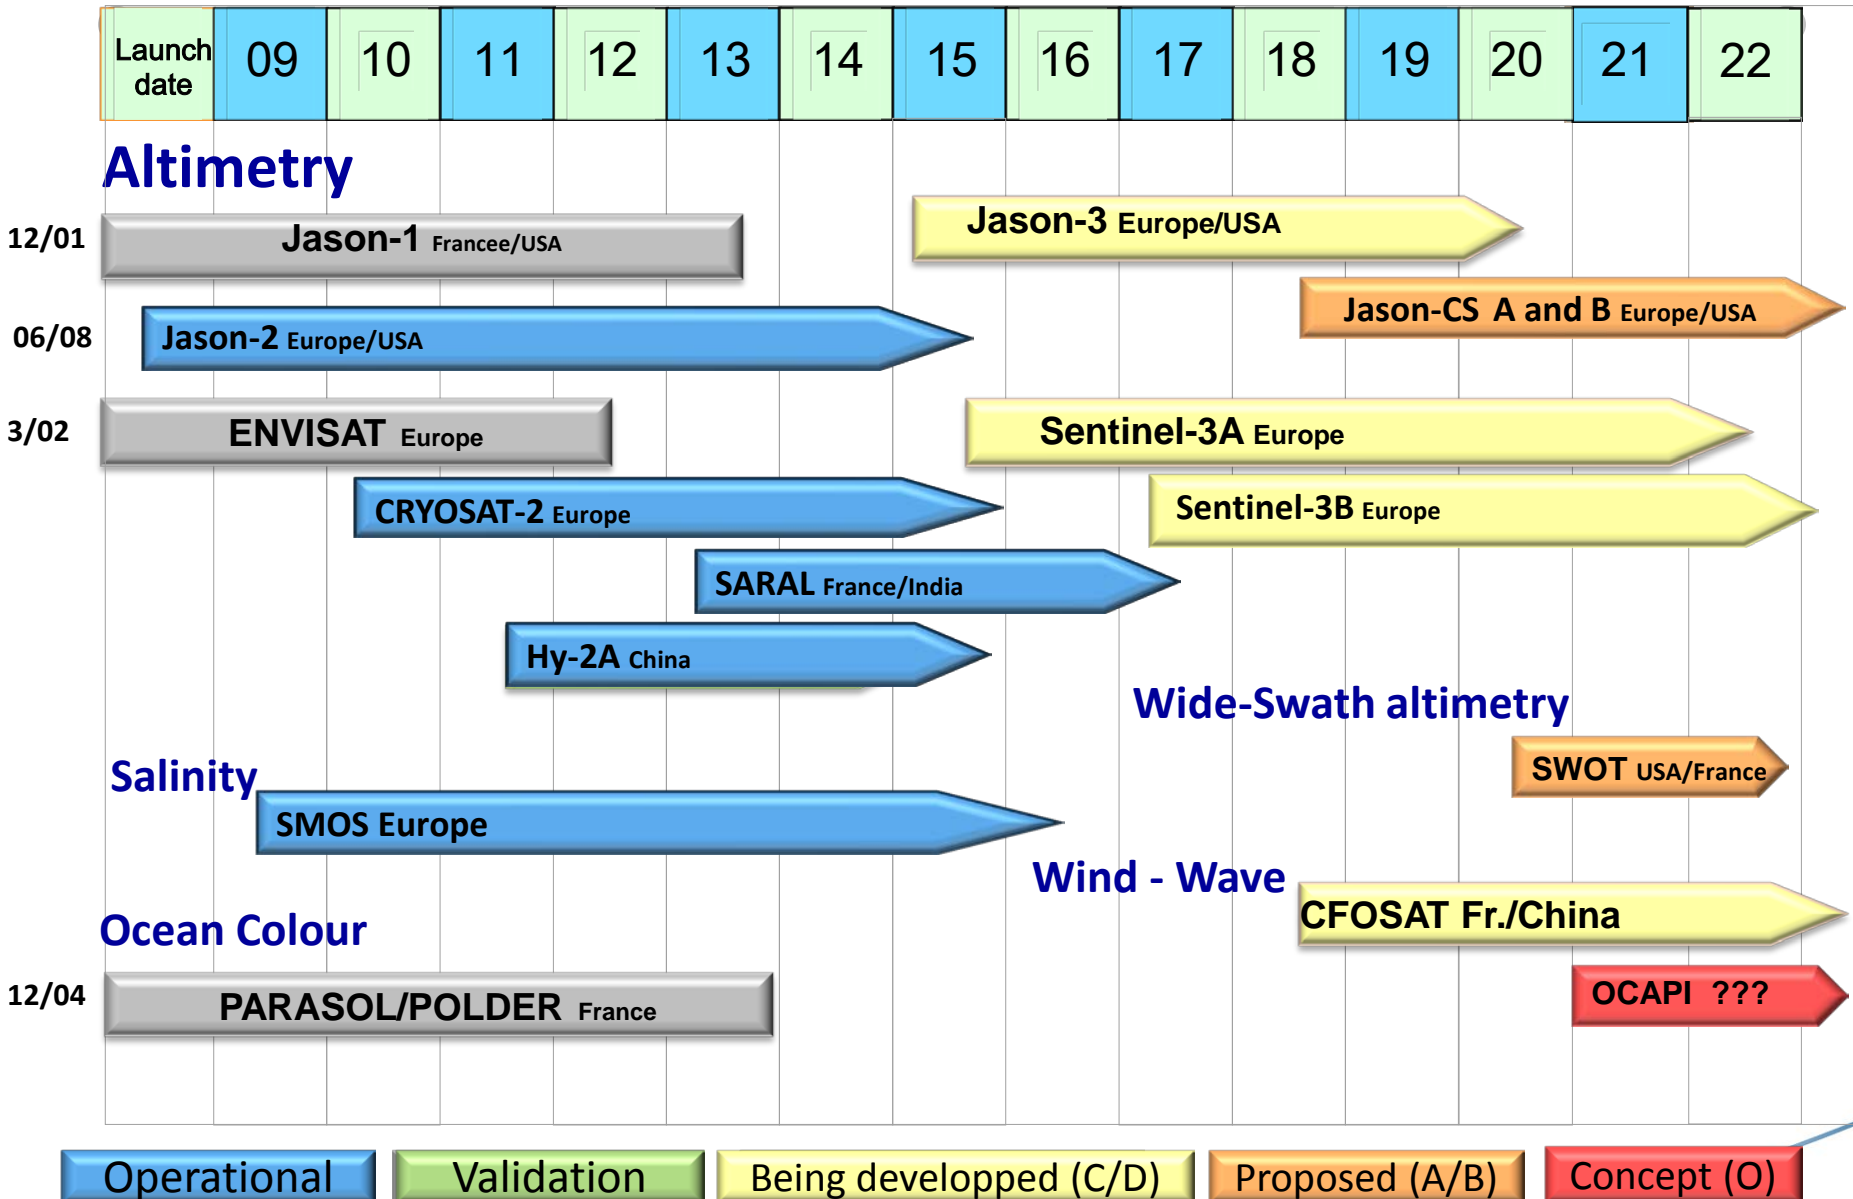 Launch date 09 10 11 12 13 14 15 16 17 18 19 20 21 22
Altimetry
12/01 Jason-1 Francee/USA
Jason-3 Europe/USA
Jason-CS A and B Europe/USA
06/08 Jason-2 Europe/USA
3/02 ENVISAT Europe
Sentinel-3A Europe
CRYOSAT-2 Europe
Sentinel-3B Europe
SARAL France/India
Hy-2A China
Wide-Swath altimetry
SWOT USA/France
Salinity
SMOS Europe
Wind - Wave
CFOSAT Fr./China
Ocean Colour
12/04 PARASOL/POLDER France
OCAPI ???
Operational Validation Being developped (C/D) Proposed (A/B) Concept (O)